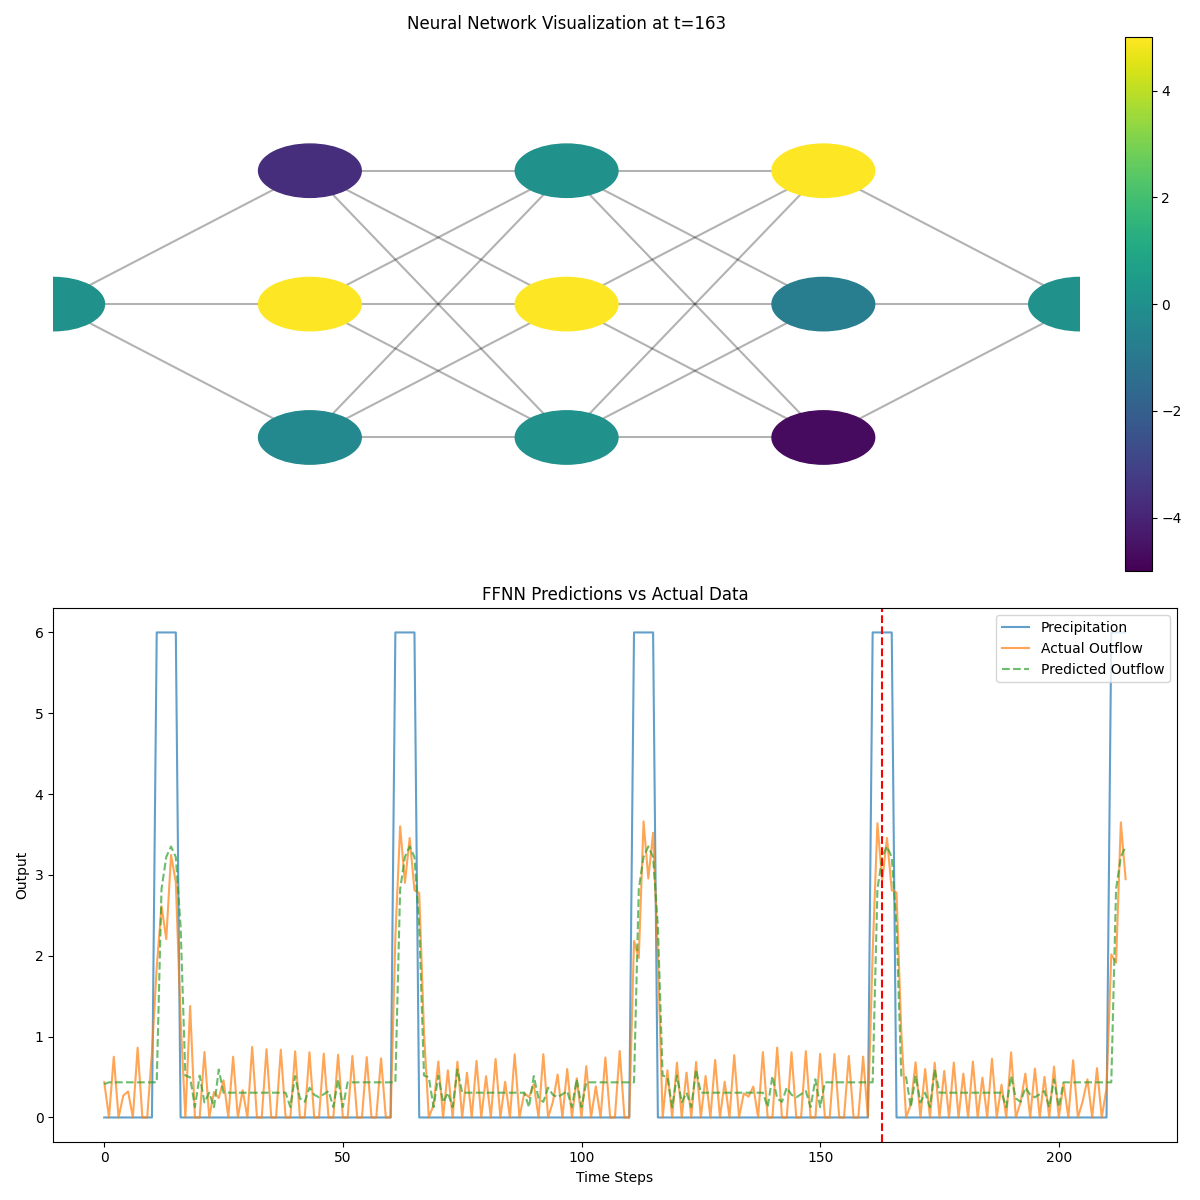 Neural Network Visualization at t=163
4
2
0
−2
−4
FFNN Predictions vs Actual Data
Precipitation
Actual Outflow
Predicted Outflow
Output
6
5
4
3
2
1
0
0 50 100 150 200
Time Steps